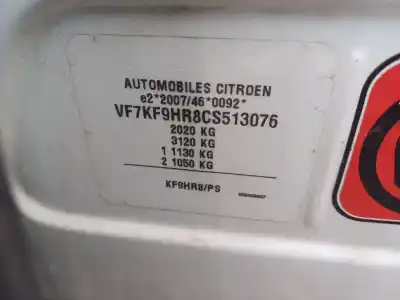 AUTOMOBILES CITROEN
e2*2007/46*0092*
VF7KF9HR8CS513076
2020 KG
3120 KG
1 1130 KG
2 1050 KG
KF9HR8/PS